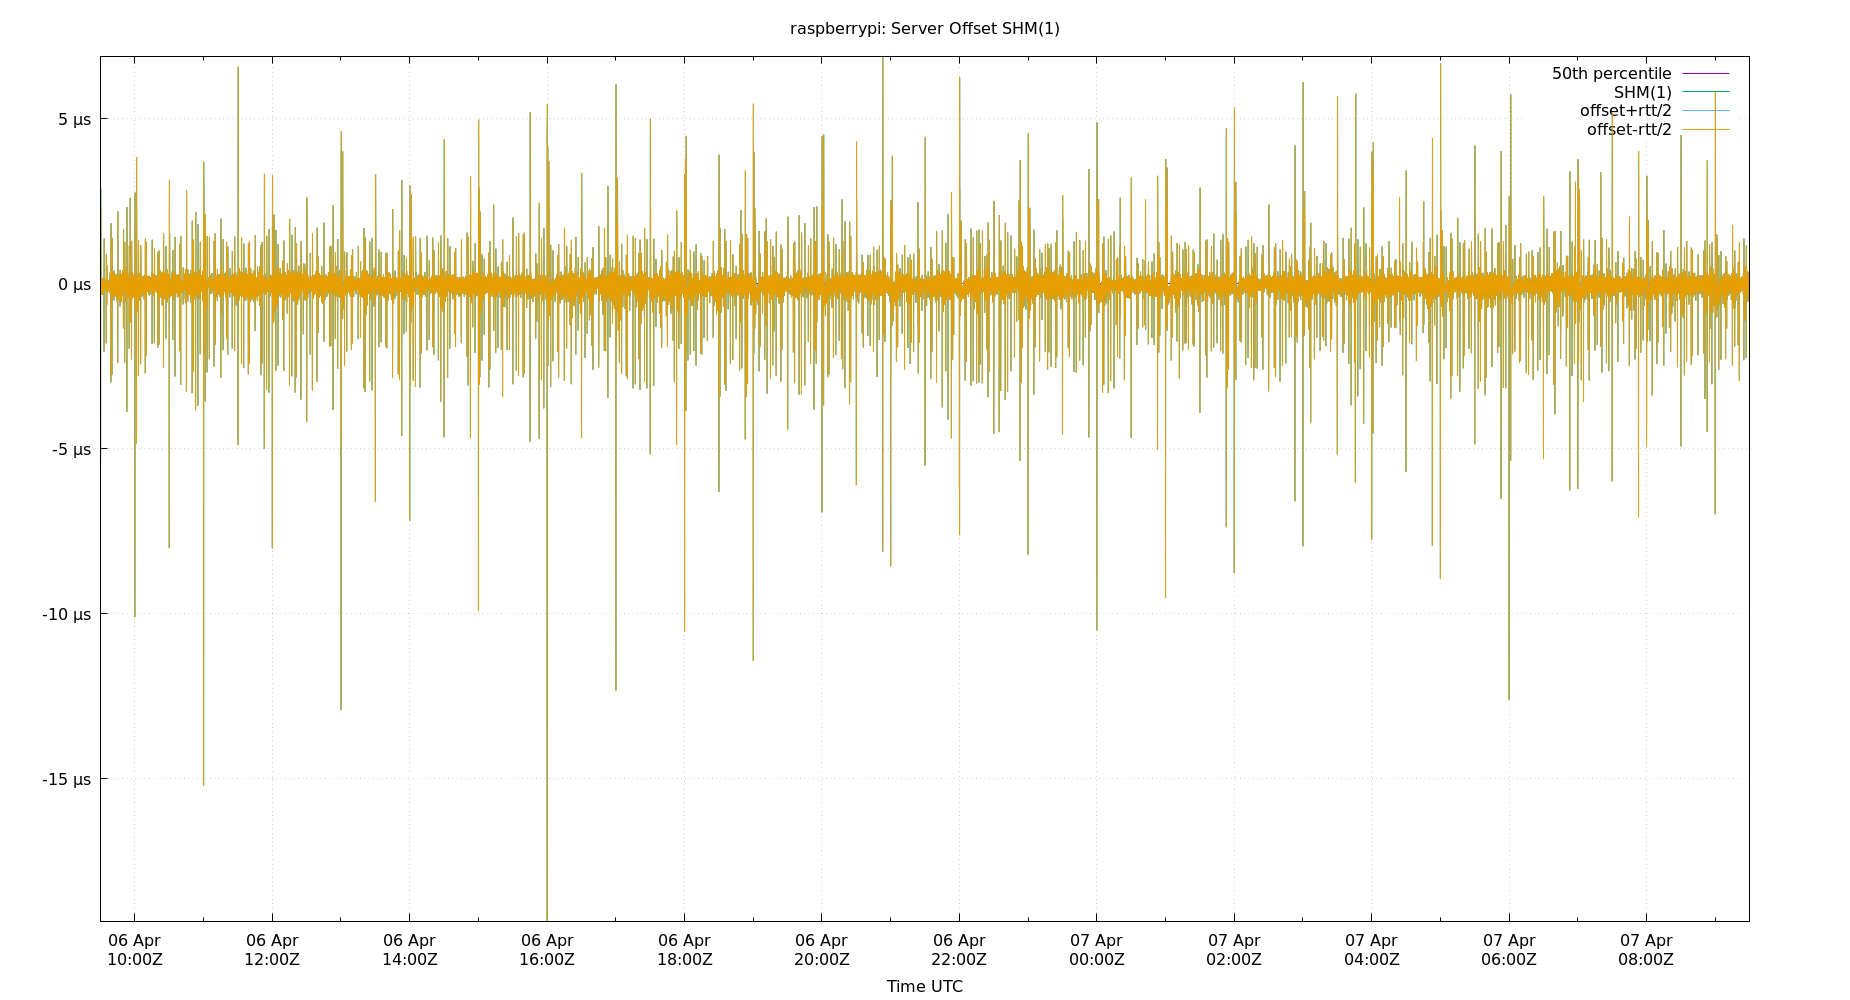 raspberrypi: Server Offset SHM(1)
50th percentile
SHM(1)
offset+rtt/2
offset-rtt/2
5 µs
0 µs
-5 µs
-10 µs
-15 µs
06 Apr 06 Apr 06 Apr 06 Apr 06 Apr 06 Apr 06 Apr 07 Apr 07 Apr 07 Apr 07 Apr 07 Apr
10:00Z 12:00Z 14:00Z 16:00Z 18:00Z 20:00Z 22:00Z 00:00Z 02:00Z 04:00Z 06:00Z 08:00Z
Time UTC